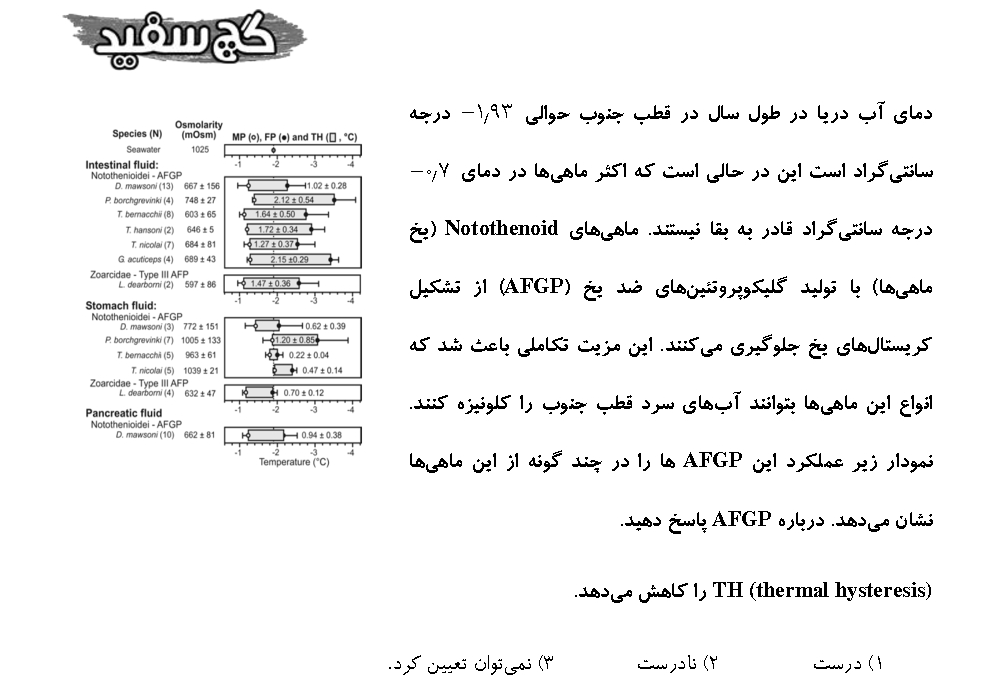 گچ سفید
دمای آب دریا در طول سال در قطب جنوب حوالی ۱٫۹۳− درجه
سانتی‌گراد است این در حالی است که اکثر ماهی‌ها در دمای ۰٫۷−
درجه سانتی‌گراد قادر به بقا نیستند. ماهی‌های Notothenoid (یخ
ماهی‌ها) با تولید گلیکوپروتئین‌های ضد یخ (AFGP) از تشکیل
کریستال‌های یخ جلوگیری می‌کنند. این مزیت تکاملی باعث شد که
انواع این ماهی‌ها بتوانند آب‌های سرد قطب جنوب را کلونیزه کنند.
نمودار زیر عملکرد این AFGP ها را در چند گونه از این ماهی‌ها
نشان می‌دهد. درباره AFGP پاسخ دهید.
Species (N) Osmolarity (mOsm) MP (o), FP (●) and TH (□, °C)
Seawater 1025
-1 -2 -3 -4
Intestinal fluid:
Notothenioidei - AFGP
D. mawsoni (13) 667 ± 156 1.02 ± 0.28
P. borchgrevinki (4) 748 ± 27 2.12 ± 0.54
T. bernacchii (8) 603 ± 65 1.64 ± 0.50
T. hansoni (2) 646 ± 5 1.72 ± 0.34
T. nicolai (7) 684 ± 81 1.27 ± 0.37
G. acuticeps (4) 689 ± 43 2.15 ±0.29
Zoarcidae - Type III AFP
L. dearborni (2) 597 ± 86 1.47 ± 0.36
-1 -2 -3 -4
Stomach fluid:
Notothenioidei - AFGP
D. mawsoni (3) 772 ± 151 0.62 ± 0.39
P. borchgrevinki (7) 1005 ± 133 1.20 ± 0.85
T. bernacchii (5) 963 ± 61 0.22 ± 0.04
T. nicolai (5) 1039 ± 21 0.47 ± 0.14
Zoarcidae - Type III AFP
L. dearborni (4) 632 ± 47 0.70 ± 0.12
-1 -2 -3 -4
Pancreatic fluid
Notothenioidei - AFGP
D. mawsoni (10) 662 ± 81 0.94 ± 0.38
-1 -2 -3 -4
Temperature (°C)
TH (thermal hysteresis) را کاهش می‌دهد.
۱) درست ۲) نادرست ۳) نمی‌توان تعیین کرد.